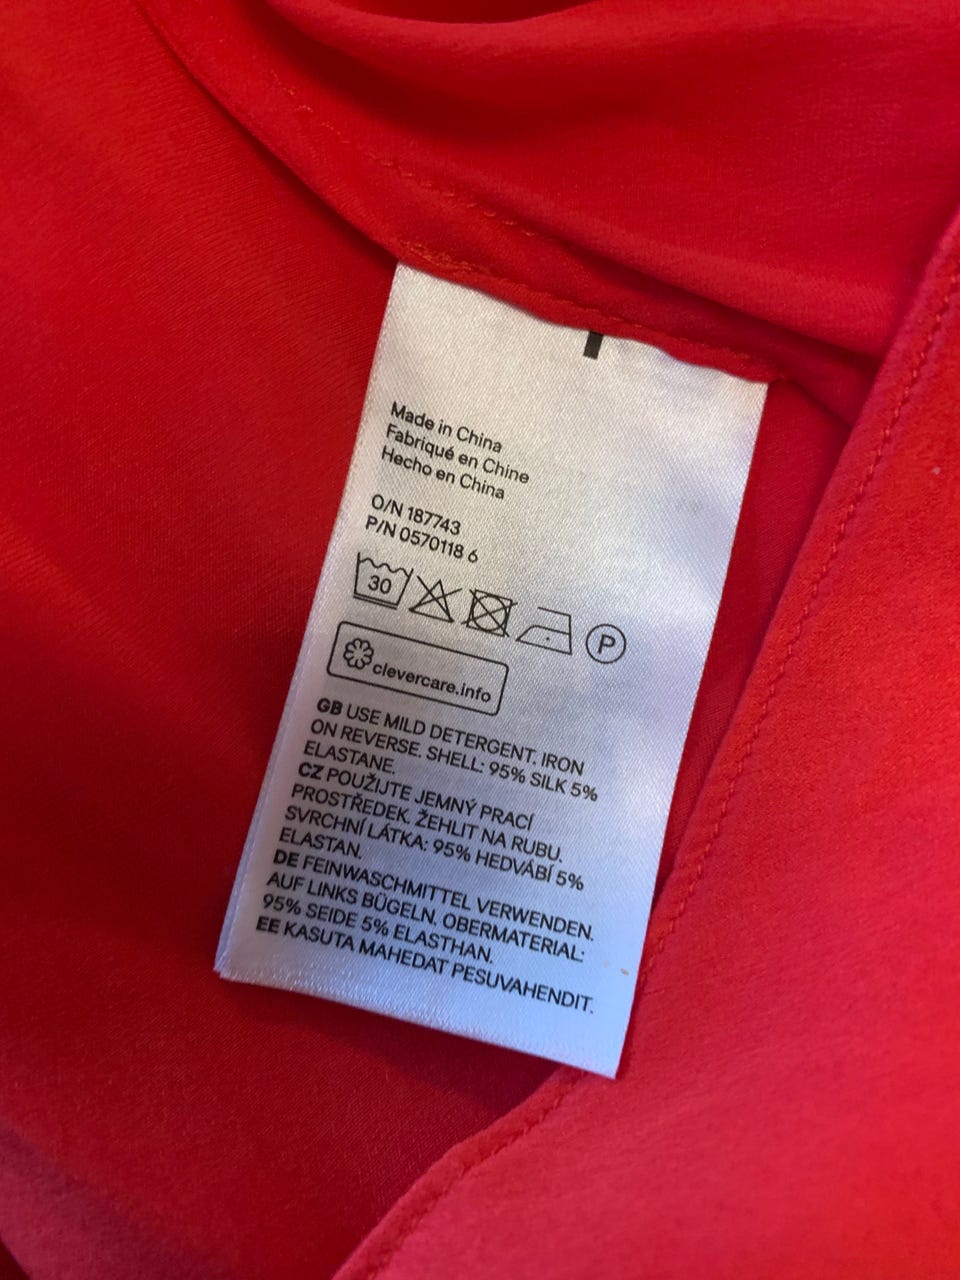 Made in China
Fabriqué en Chine
Hecho en China
O/N 187743
P/N 0570118 6
30
P
clevercare.info
GB USE MILD DETERGENT. IRON
ON REVERSE. SHELL: 95% SILK 5%
ELASTANE.
CZ POUŽIJTE JEMNÝ PRACÍ
PROSTŘEDEK. ŽEHLIT NA RUBU.
SVRCHNÍ LÁTKA: 95% HEDVÁBÍ 5%
ELASTAN.
DE FEINWASCHMITTEL VERWENDEN.
AUF LINKS BÜGELN. OBERMATERIAL:
95% SEIDE 5% ELASTHAN.
EE KASUTA MAHEDAT PESUVAHENDIT.